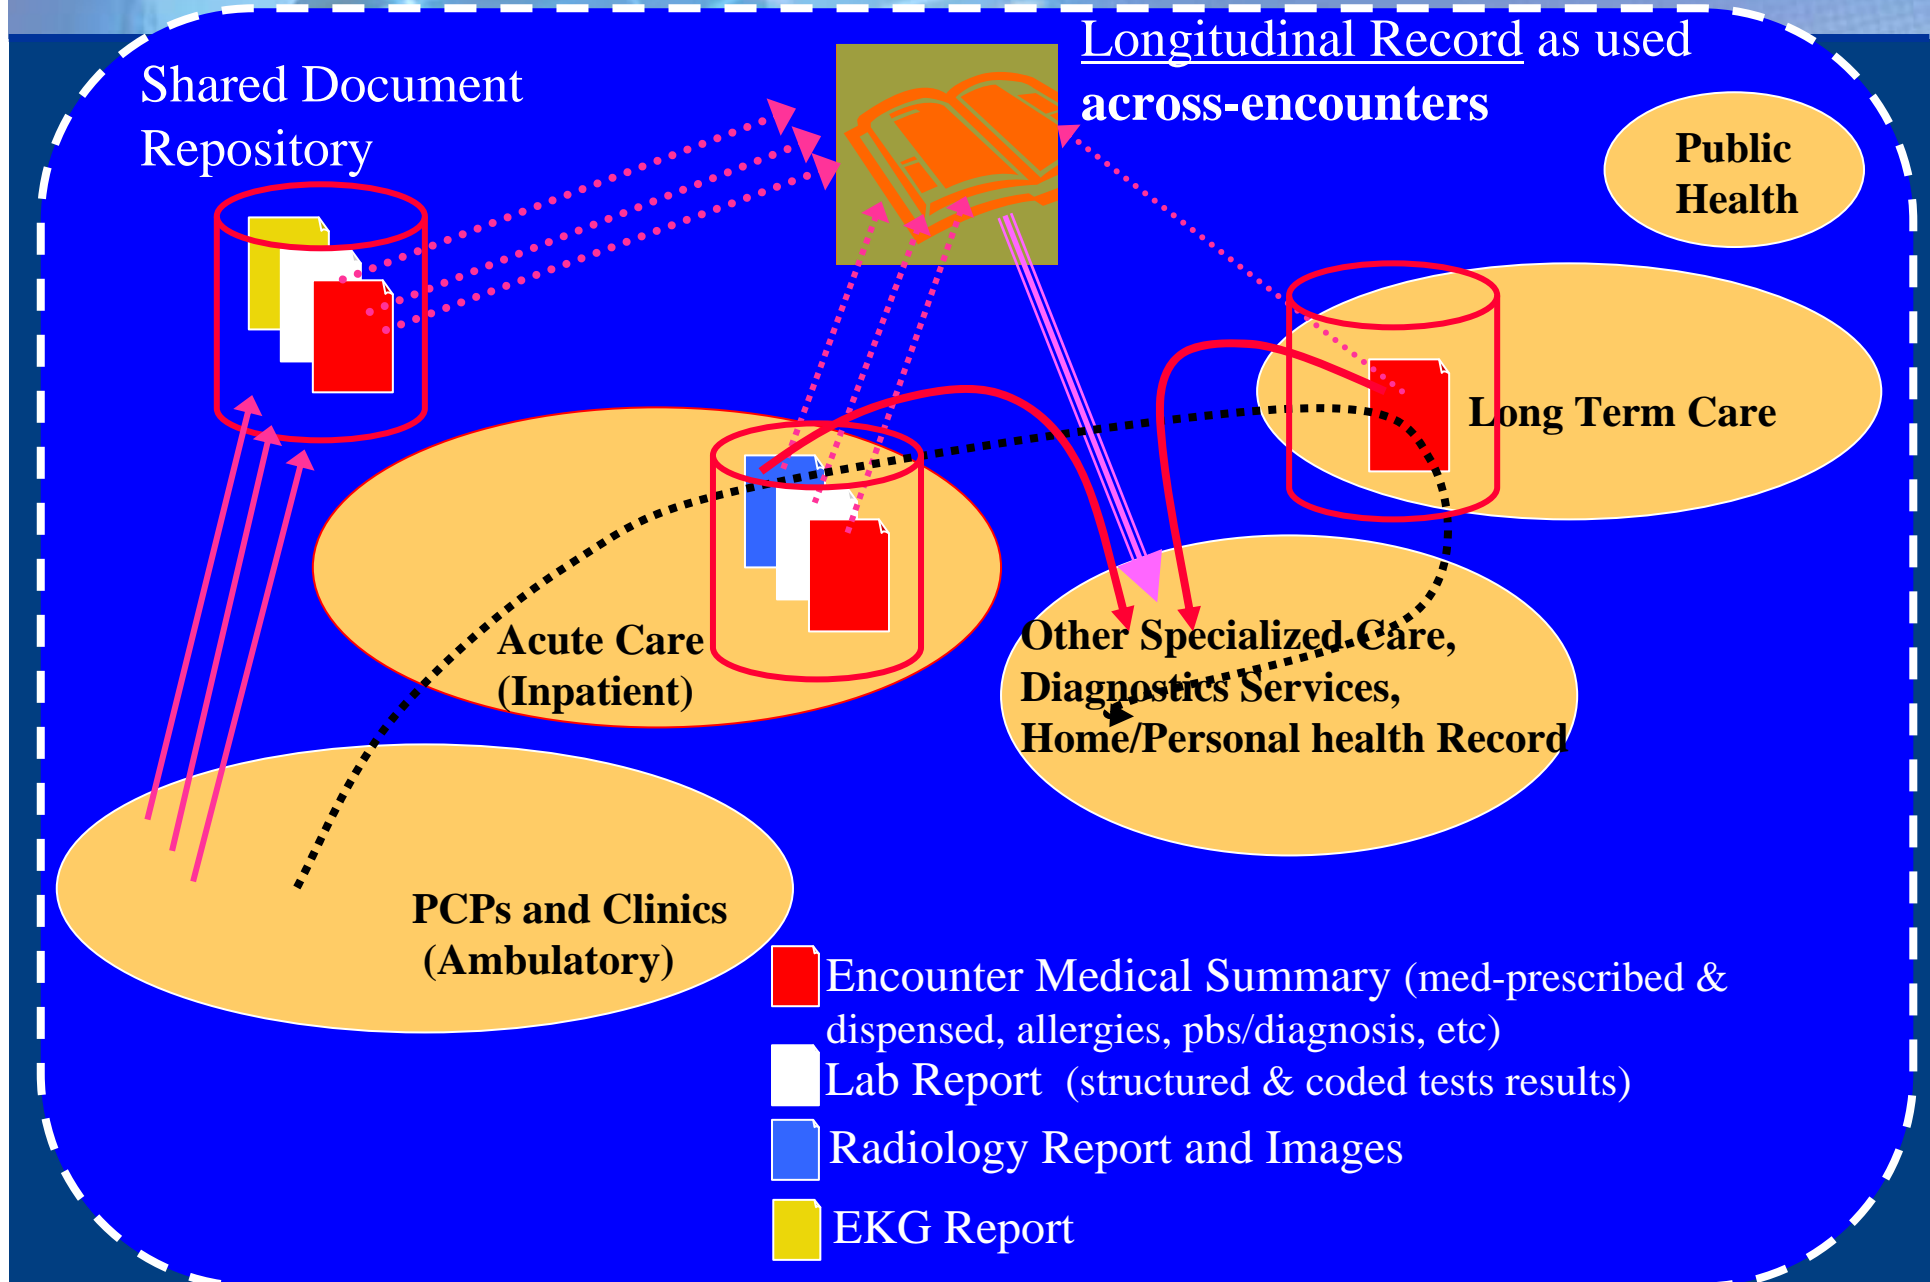 Longitudinal Record as used
across-encounters
Shared Document
Repository
Public
Health
Long Term Care
Acute Care
(Inpatient)
Other Specialized Care,
Diagnostics Services,
Home/Personal health Record
PCPs and Clinics
(Ambulatory)
Encounter Medical Summary (med-prescribed &
dispensed, allergies, pbs/diagnosis, etc)
Lab Report (structured & coded tests results)
Radiology Report and Images
EKG Report